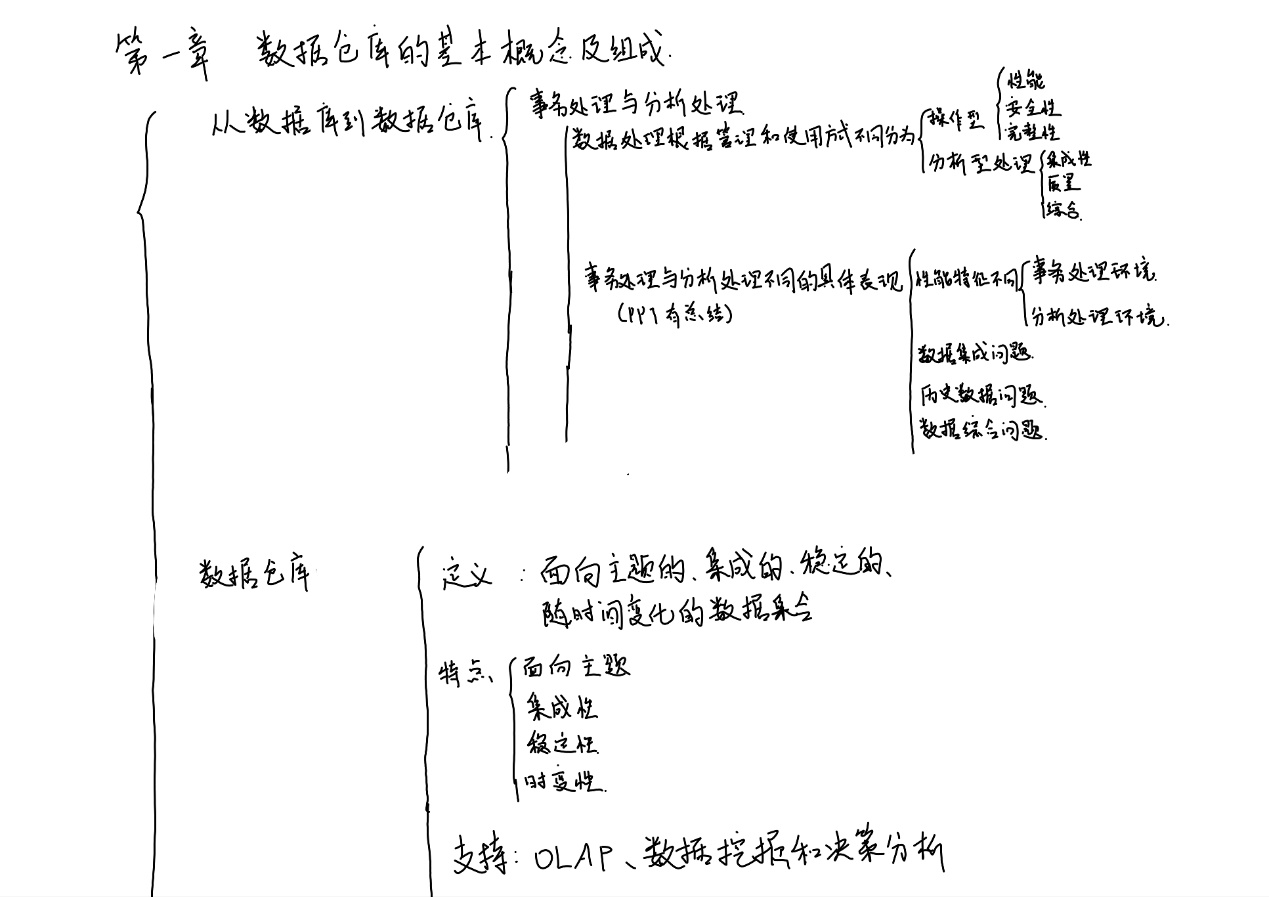 第一章 数据仓库的基本概念及组成.
从数据库到数据仓库.
事务处理与分析处理
数据处理根据管理和使用方式不同分为
操作型
性能
安全性
完整性
分析型处理
集成性
质量
综合.
事务处理与分析处理不同的具体表现
(PPT有总结)
性能特征不同
事务处理环境.
分析处理环境.
数据集成问题.
历史数据问题.
数据综合问题.
数据仓库
定义：面向主题的、集成的、稳定的、
随时间变化的数据集合
特点、
面向主题
集成性
稳定性.
时变性.
支持：OLAP、数据挖掘和决策分析